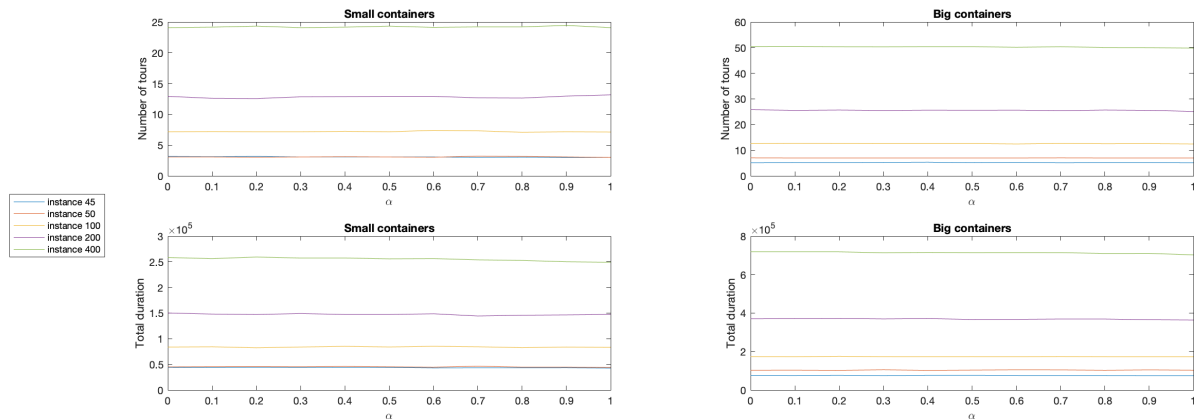 Small containers
25
20
15
10
5
0
Number of tours
0 0.1 0.2 0.3 0.4 0.5 0.6 0.7 0.8 0.9 1
α
Big containers
60
50
40
30
20
10
0
Number of tours
0 0.1 0.2 0.3 0.4 0.5 0.6 0.7 0.8 0.9 1
α
instance 45
instance 50
instance 100
instance 200
instance 400
Small containers
×10⁵
3
2.5
2
1.5
1
0.5
0
Total duration
0 0.1 0.2 0.3 0.4 0.5 0.6 0.7 0.8 0.9 1
α
Big containers
×10⁵
8
6
4
2
0
Total duration
0 0.1 0.2 0.3 0.4 0.5 0.6 0.7 0.8 0.9 1
α